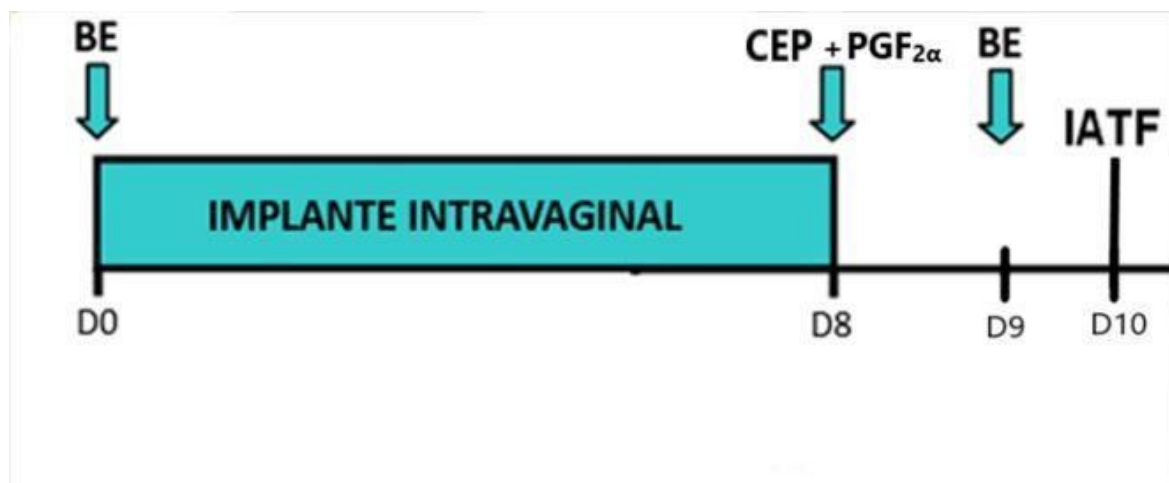 BE
CEP + PGF2α
BE
IATF
IMPLANTE INTRAVAGINAL
D0
D8
D9
D10